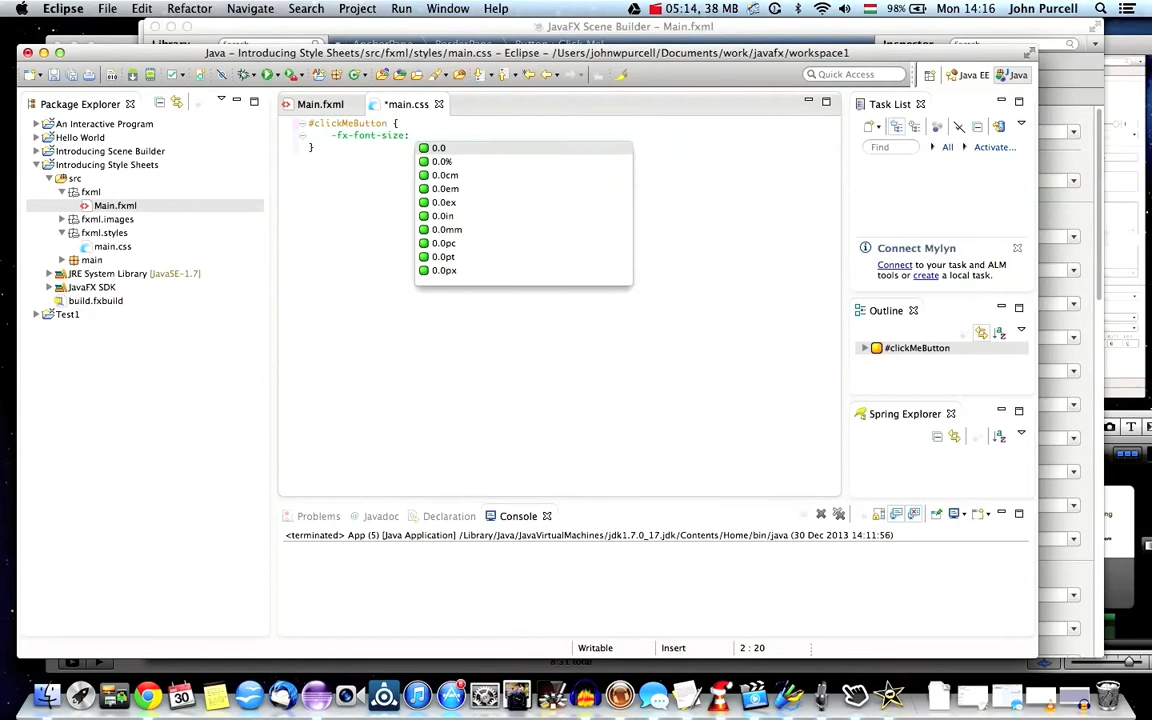 Eclipse File Edit Refactor Navigate Search Project Run Window Help 05:14, 38 MB 98% Mon 14:16 John Purcell
JavaFX Scene Builder - Main.fxml
Java - Introducing Style Sheets/src/fxml/styles/main.css - Eclipse - /Users/johnwpurcell/Documents/work/javafx/workspace1
Quick Access Java EE Java
Package Explorer
An Interactive Program
Hello World
Introducing Scene Builder
Introducing Style Sheets
src
fxml
Main.fxml
fxml.images
fxml.styles
main.css
main
JRE System Library [JavaSE-1.7]
JavaFX SDK
build.fxbuild
Test1
Main.fxml *main.css
#clickMeButton {
-fx-font-size:
}
0.0
0.0%
0.0cm
0.0em
0.0ex
0.0in
0.0mm
0.0pc
0.0pt
0.0px
Task List
Find All Activate...
Connect Mylyn
Connect to your task and ALM
tools or create a local task.
Outline
#clickMeButton
Spring Explorer
Problems Javadoc Declaration Console
<terminated> App (5) [Java Application] /Library/Java/JavaVirtualMachines/jdk1.7.0_17.jdk/Contents/Home/bin/java (30 Dec 2013 14:11:56)
Writable Insert 2 : 20
30